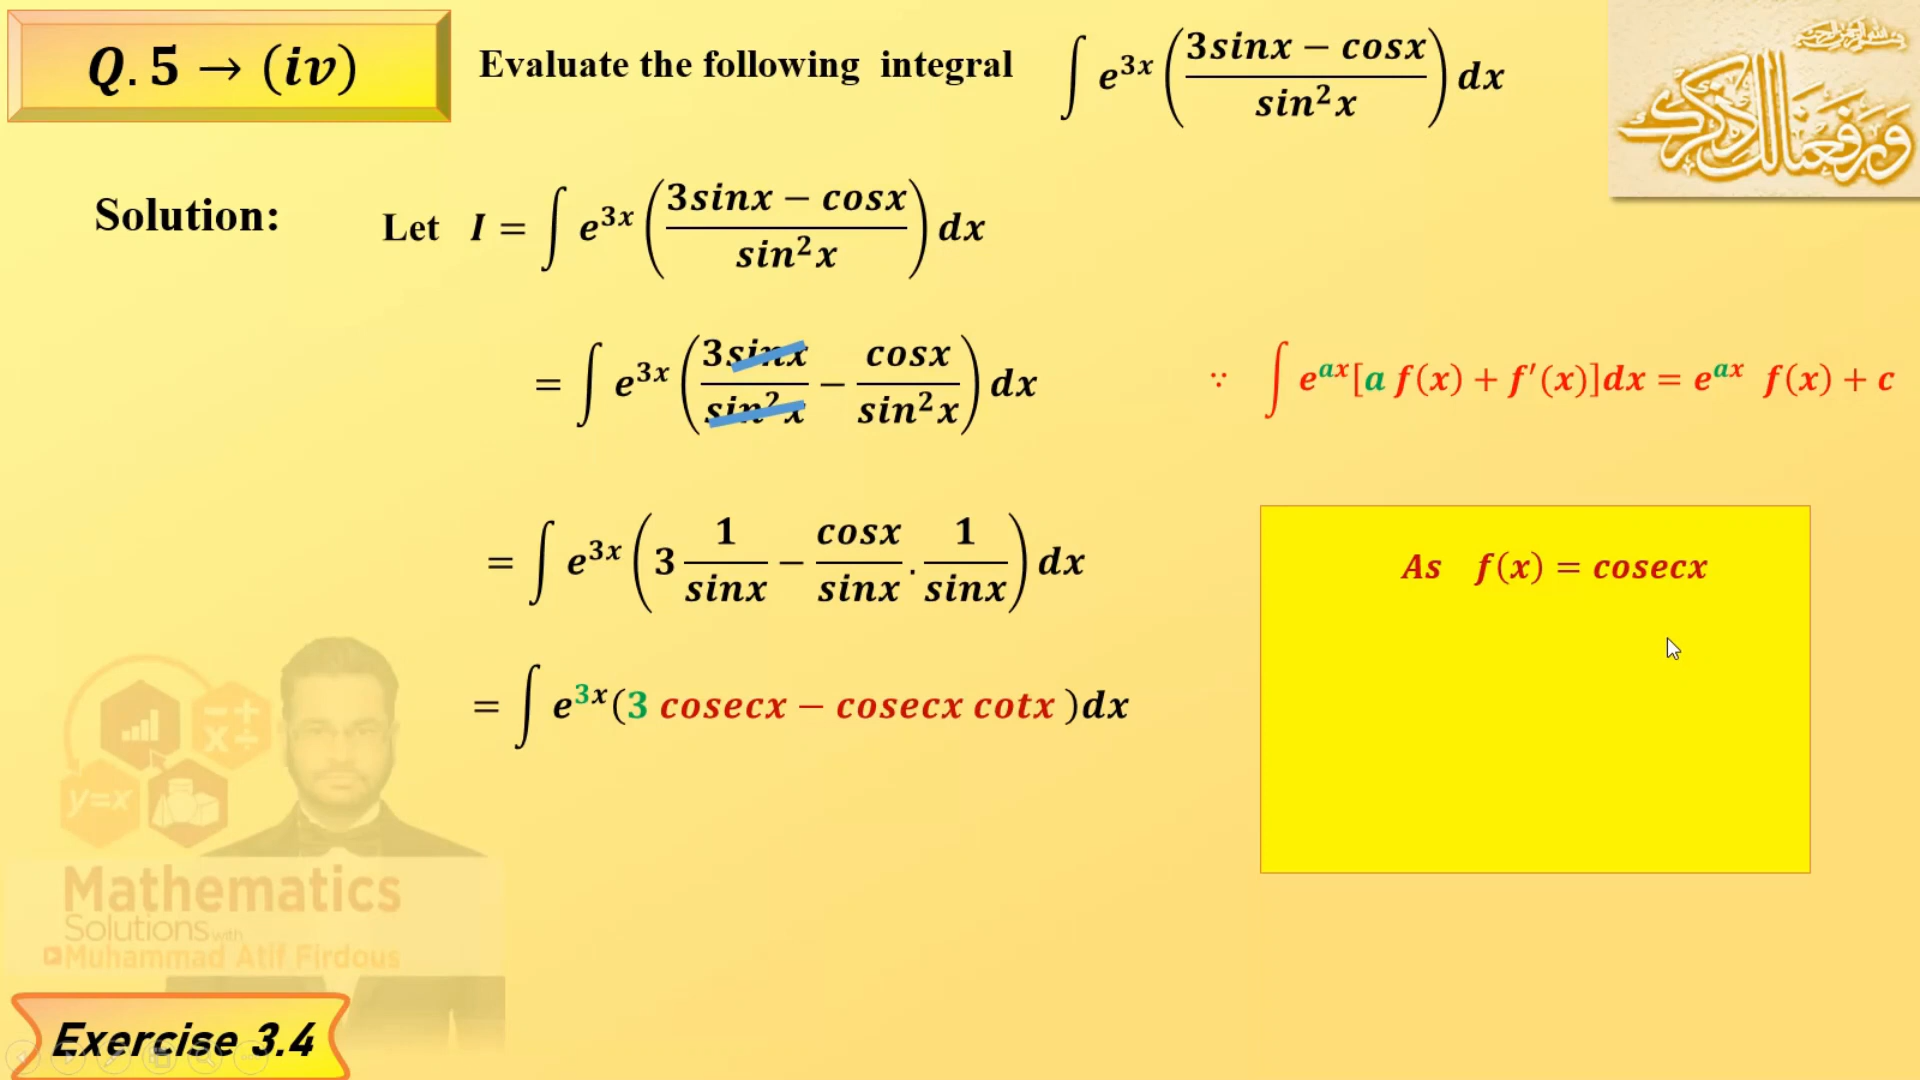 Q. 5 → (iv)
Evaluate the following integral ∫ e^{3x} ( (3sinx − cosx) / (sin²x) ) dx
وَرَفَعْنَا لَكَ ذِكْرَكَ
Solution:
Let I = ∫ e^{3x} ( (3sinx − cosx) / (sin²x) ) dx
= ∫ e^{3x} ( (3sinx) / (sin²x) − (cosx) / (sin²x) ) dx
∵ ∫ e^{ax}[a f(x) + f′(x)]dx = e^{ax} f(x) + c
= ∫ e^{3x} ( 3 1/(sinx) − (cosx)/(sinx) . 1/(sinx) ) dx
As f(x) = cosecx
= ∫ e^{3x}(3 cosecx − cosecx cotx )dx
− +
x ÷
y=x
Mathematics
Solutions with
Muhammad Atif Firdous
Exercise 3.4